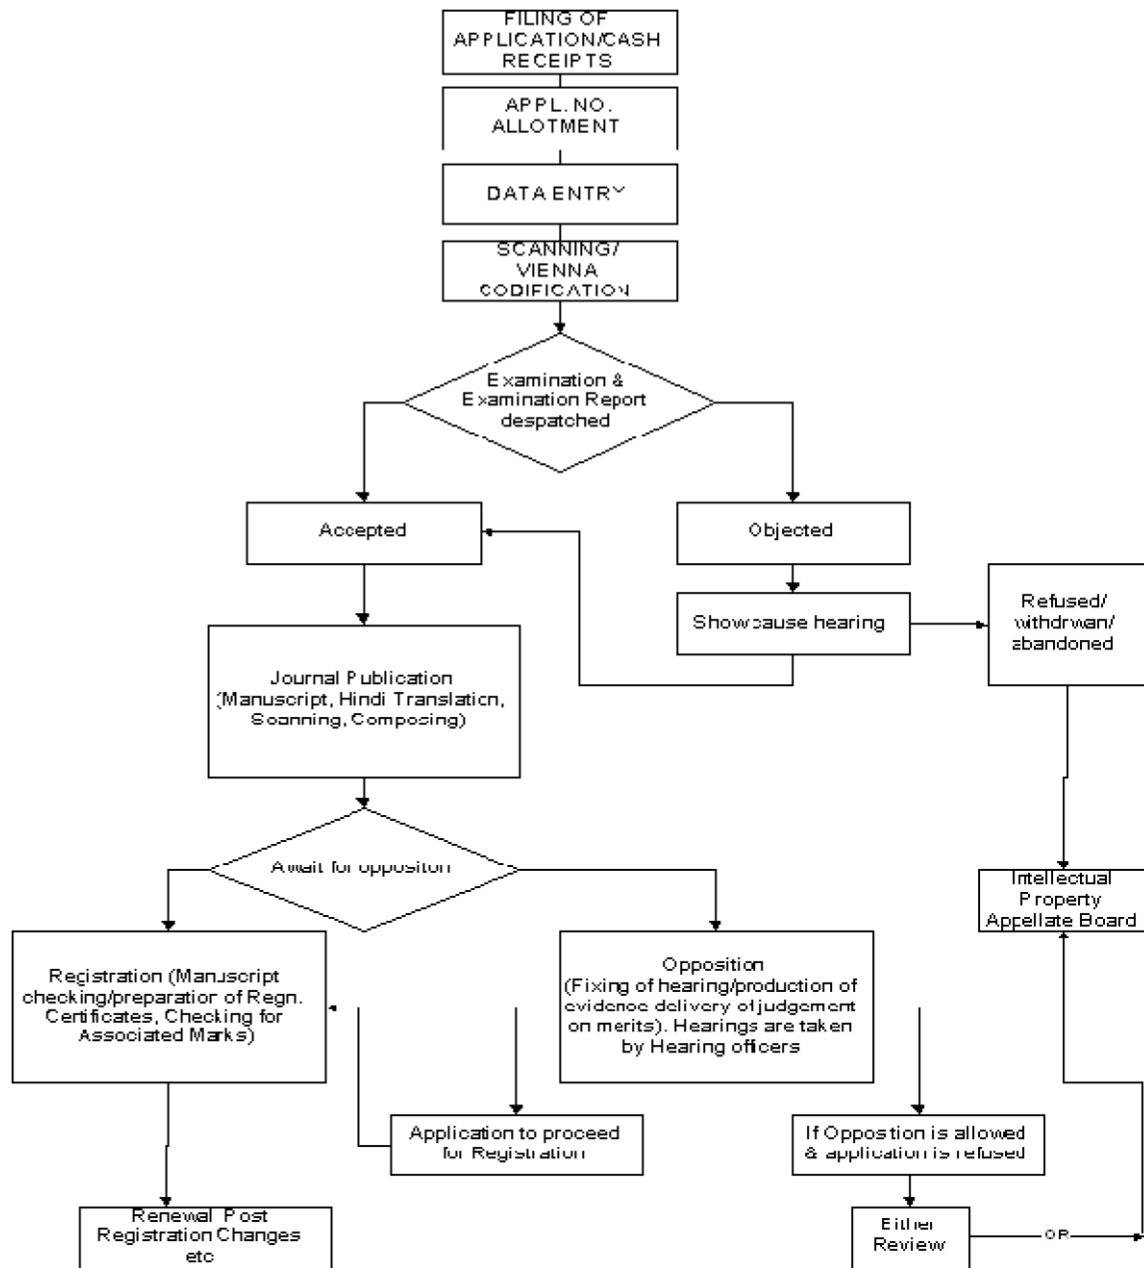 FILING OF
APPLICATION/CASH
RECEIPTS
APPL. NO.
ALLOTMENT
DATA ENTRY
SCANNING/
VIENNA
CODIFICATION
Examination &
Examination Report
despatched
Accepted
Objected
Showcause hearing
Refused/
withdrwan/
abandoned
Journal Publication
(Manuscript, Hindi Translation,
Scanning, Composing)
Await for oppositon
Intellectual
Property
Appellate Board
Registration (Manuscript
checking/preparation of Regn.
Certificates, Checking for
Associated Marks)
Opposition
(Fixing of hearing/production of
evidence delivery of judgement
on merits). Hearings are taken
by Hearing officers
Application to proceed
for Registration
If Opposition is allowed
& application is refused
Renewal Post
Registration Changes
etc
Either
Review
OR